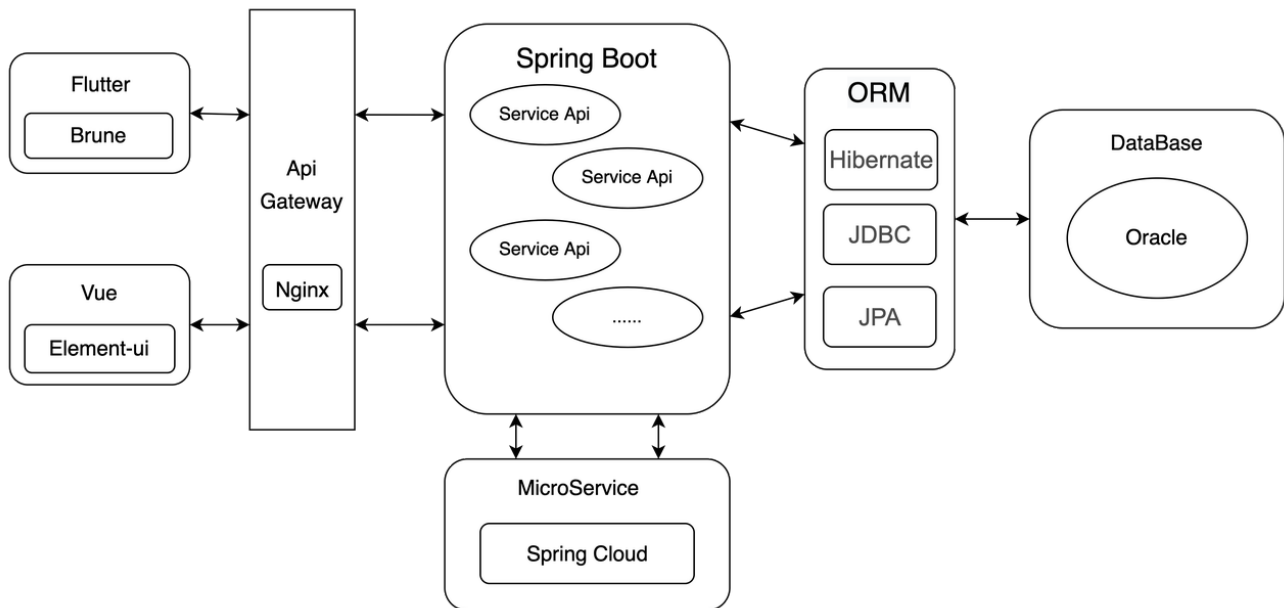 Flutter
Brune
Vue
Element-ui
Api
Gateway
Nginx
Spring Boot
Service Api
Service Api
Service Api
......
MicroService
Spring Cloud
ORM
Hibernate
JDBC
JPA
DataBase
Oracle